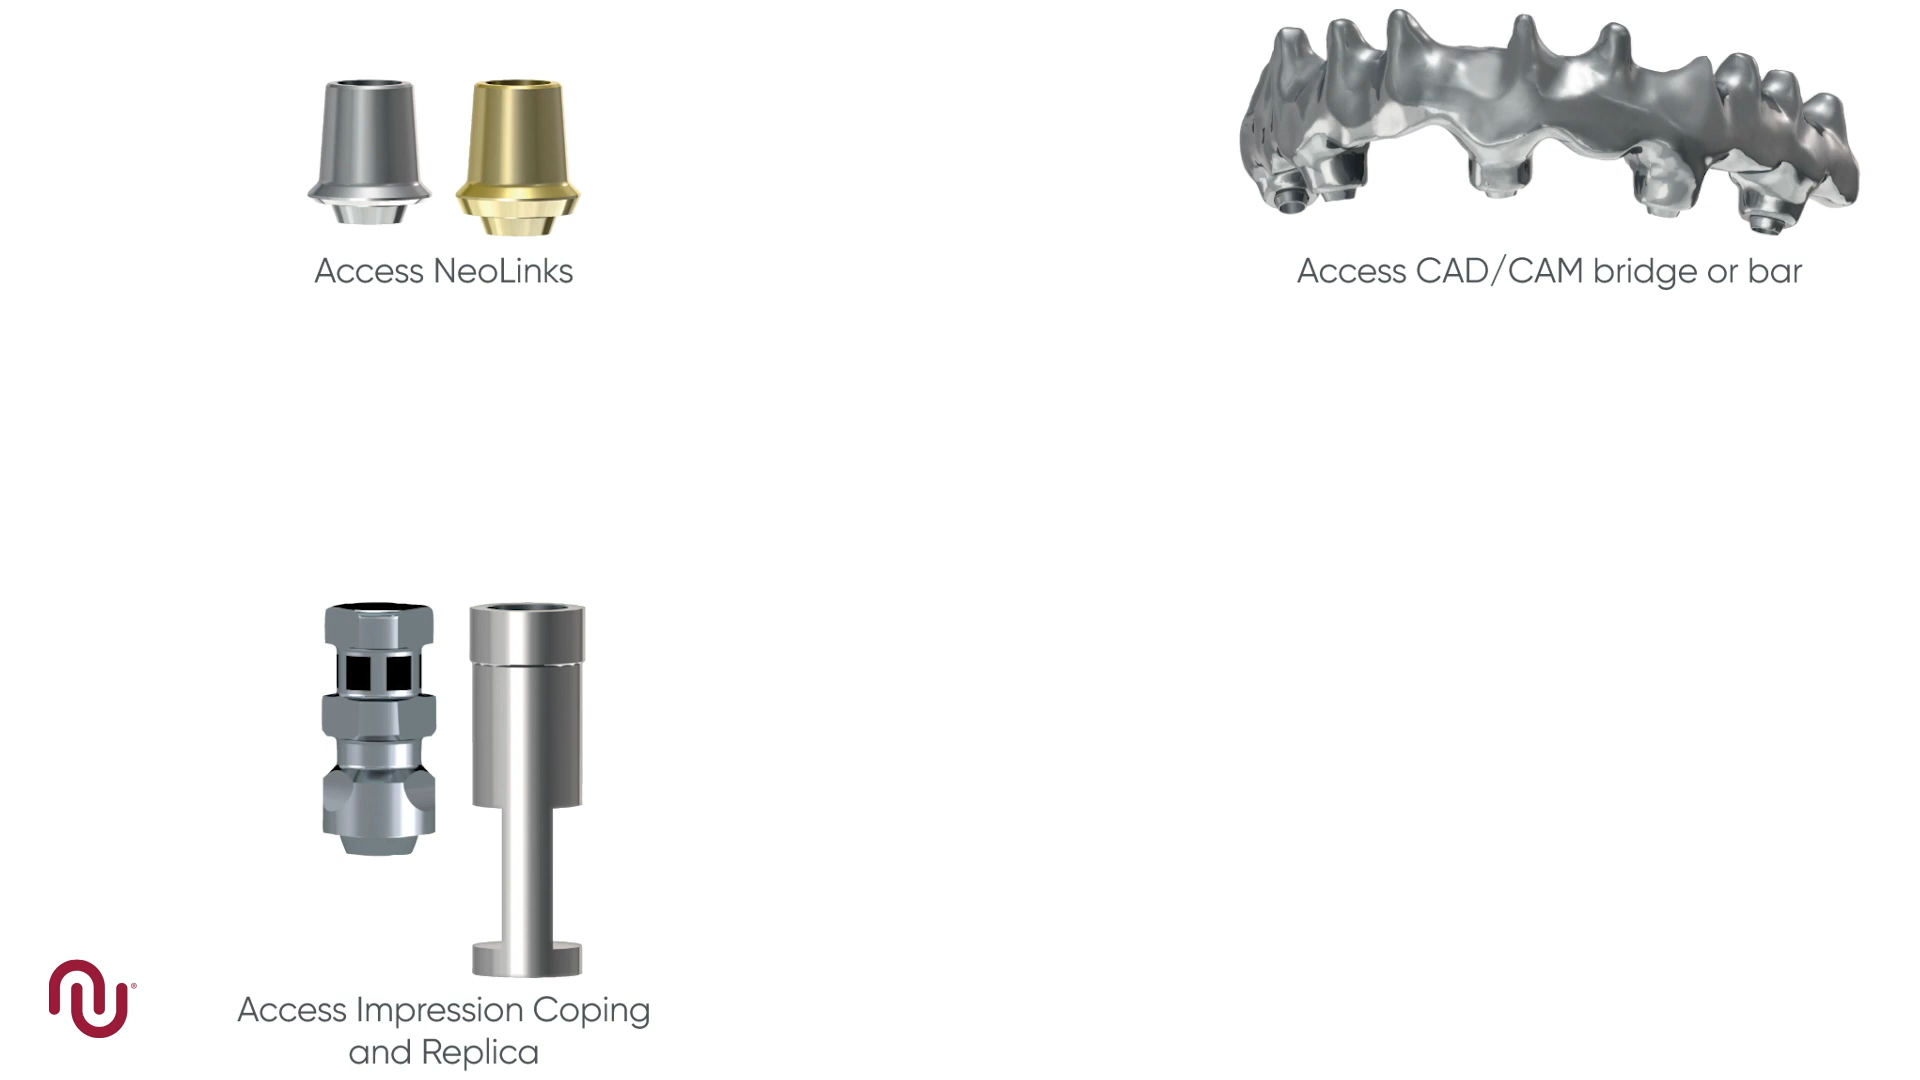 Access NeoLinks
Access CAD/CAM bridge or bar
Access Impression Coping
and Replica